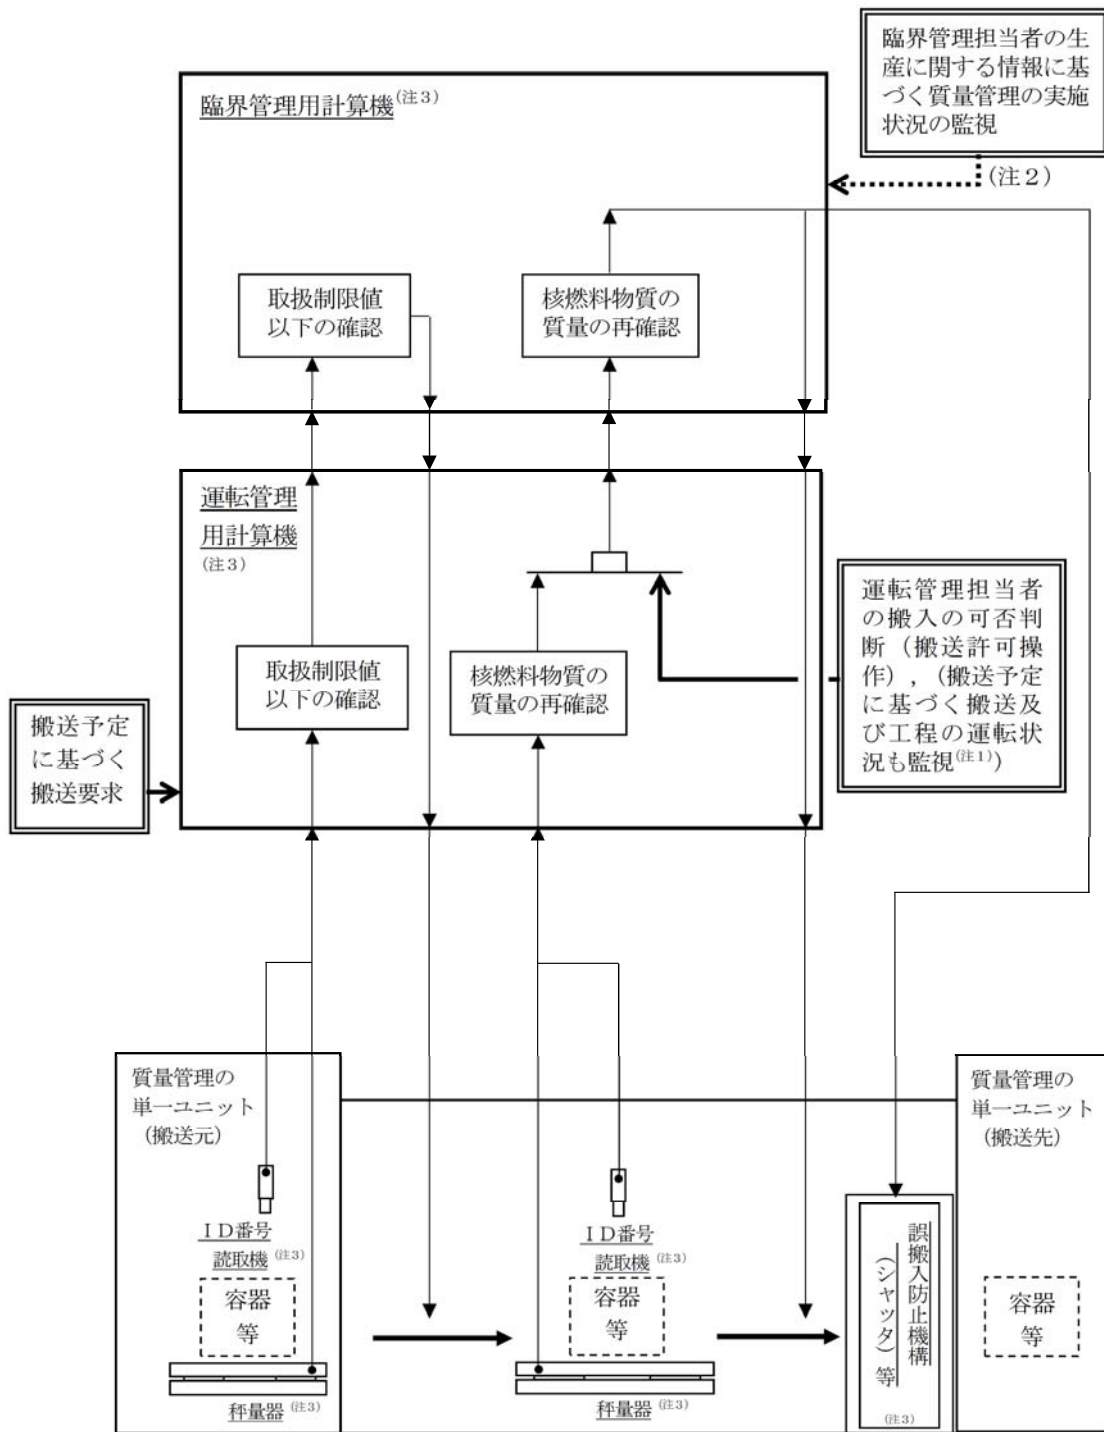 臨界管理担当者の生
産に関する情報に基
づく質量管理の実施
状況の監視
(注２)
臨界管理用計算機(注3)
取扱制限値
以下の確認
核燃料物質の
質量の再確認
運転管理
用計算機
(注3)
取扱制限値
以下の確認
核燃料物質の
質量の再確認
運転管理担当者
の搬入の可否判
断（搬送許可操
作），（搬送予定
に基づく搬送及
び工程の運転状
況も監視(注1)）
搬送予定
に基づく
搬送要求
質量管理の
単一ユニット
（搬送元）
ＩＤ番号
読取機(注3)
容器
等
秤量器(注3)
ＩＤ番号
読取機(注3)
容器
等
秤量器(注3)
誤搬入防止機構
（シャッタ）等
(注3)
質量管理の
単一ユニット
（搬送先）
容器
等